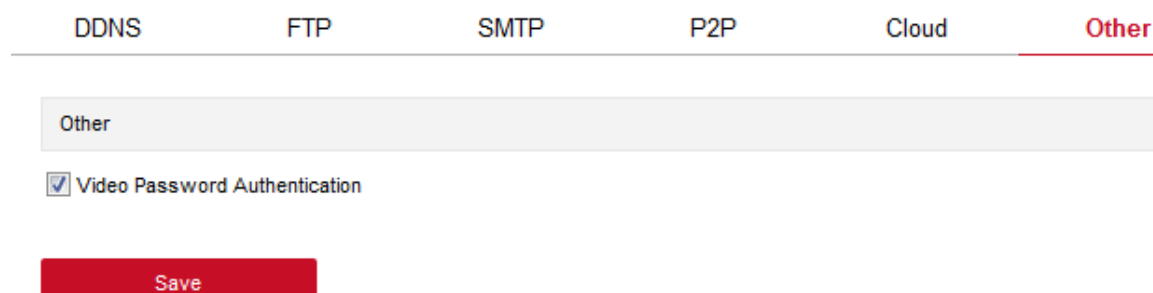 DDNS FTP SMTP P2P Cloud Other
Other
Video Password Authentication
Save